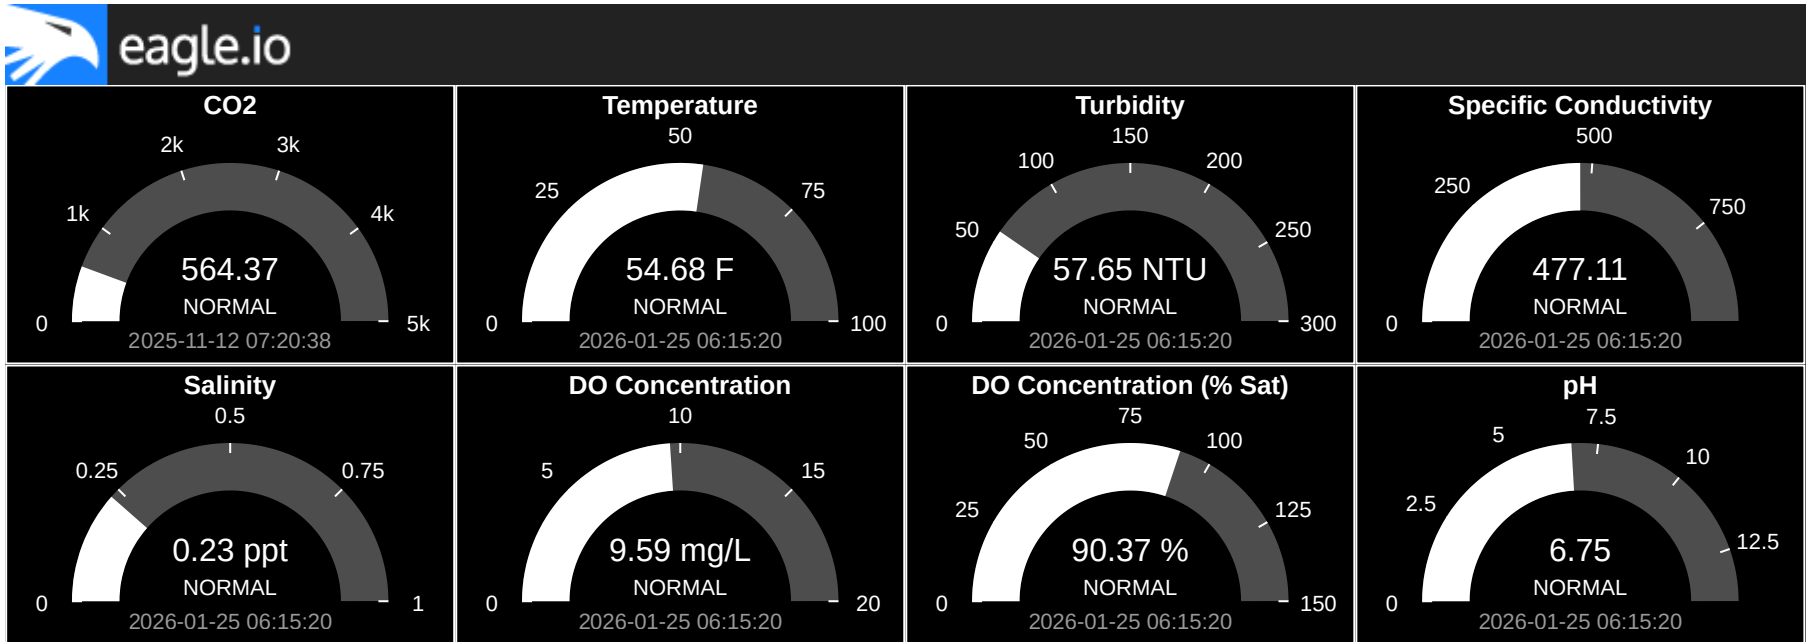 eagle.io
CO2
2k
3k
1k
4k
564.37
NORMAL
0
5k
2025-11-12 07:20:38
Temperature
50
25
75
54.68 F
NORMAL
0
100
2026-01-25 06:15:20
Turbidity
150
100
200
50
250
57.65 NTU
NORMAL
0
300
2026-01-25 06:15:20
Specific Conductivity
500
250
750
477.11
NORMAL
0
2026-01-25 06:15:20
Salinity
0.5
0.25
0.75
0.23 ppt
NORMAL
0
1
2026-01-25 06:15:20
DO Concentration
10
5
15
9.59 mg/L
NORMAL
0
20
2026-01-25 06:15:20
DO Concentration (% Sat)
75
50
100
25
125
90.37 %
NORMAL
0
150
2026-01-25 06:15:20
pH
7.5
5
10
2.5
12.5
6.75
NORMAL
0
2026-01-25 06:15:20